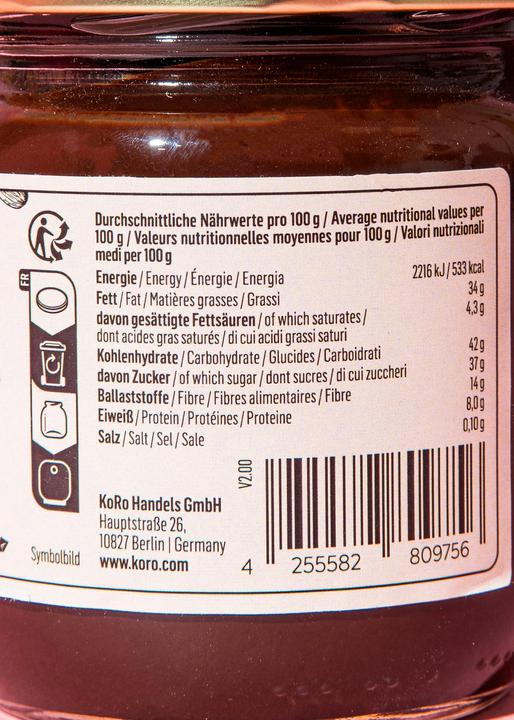 Durchschnittliche Nährwerte pro 100 g / Average nutritional values per
100 g / Valeurs nutritionnelles moyennes pour 100 g / Valori nutrizionali
medi per 100 g
Energie / Energy / Énergie / Energia 2216 kJ / 533 kcal
Fett / Fat / Matières grasses / Grassi 34 g
davon gesättigte Fettsäuren / of which saturates / 4,3 g
dont acides gras saturés / di cui acidi grassi saturi
Kohlenhydrate / Carbohydrate / Glucides / Carboidrati 42 g
davon Zucker / of which sugar / dont sucres / di cui zuccheri 37 g
Ballaststoffe / Fibre / Fibres alimentaires / Fibre 14 g
Eiweiß / Protein / Protéines / Proteine 8,0 g
Salz / Salt / Sel / Sale 0,10 g
FR
V2.00
KoRo Handels GmbH
Hauptstraße 26,
10827 Berlin | Germany
www.koro.com
Symbolbild
4 255582 809756